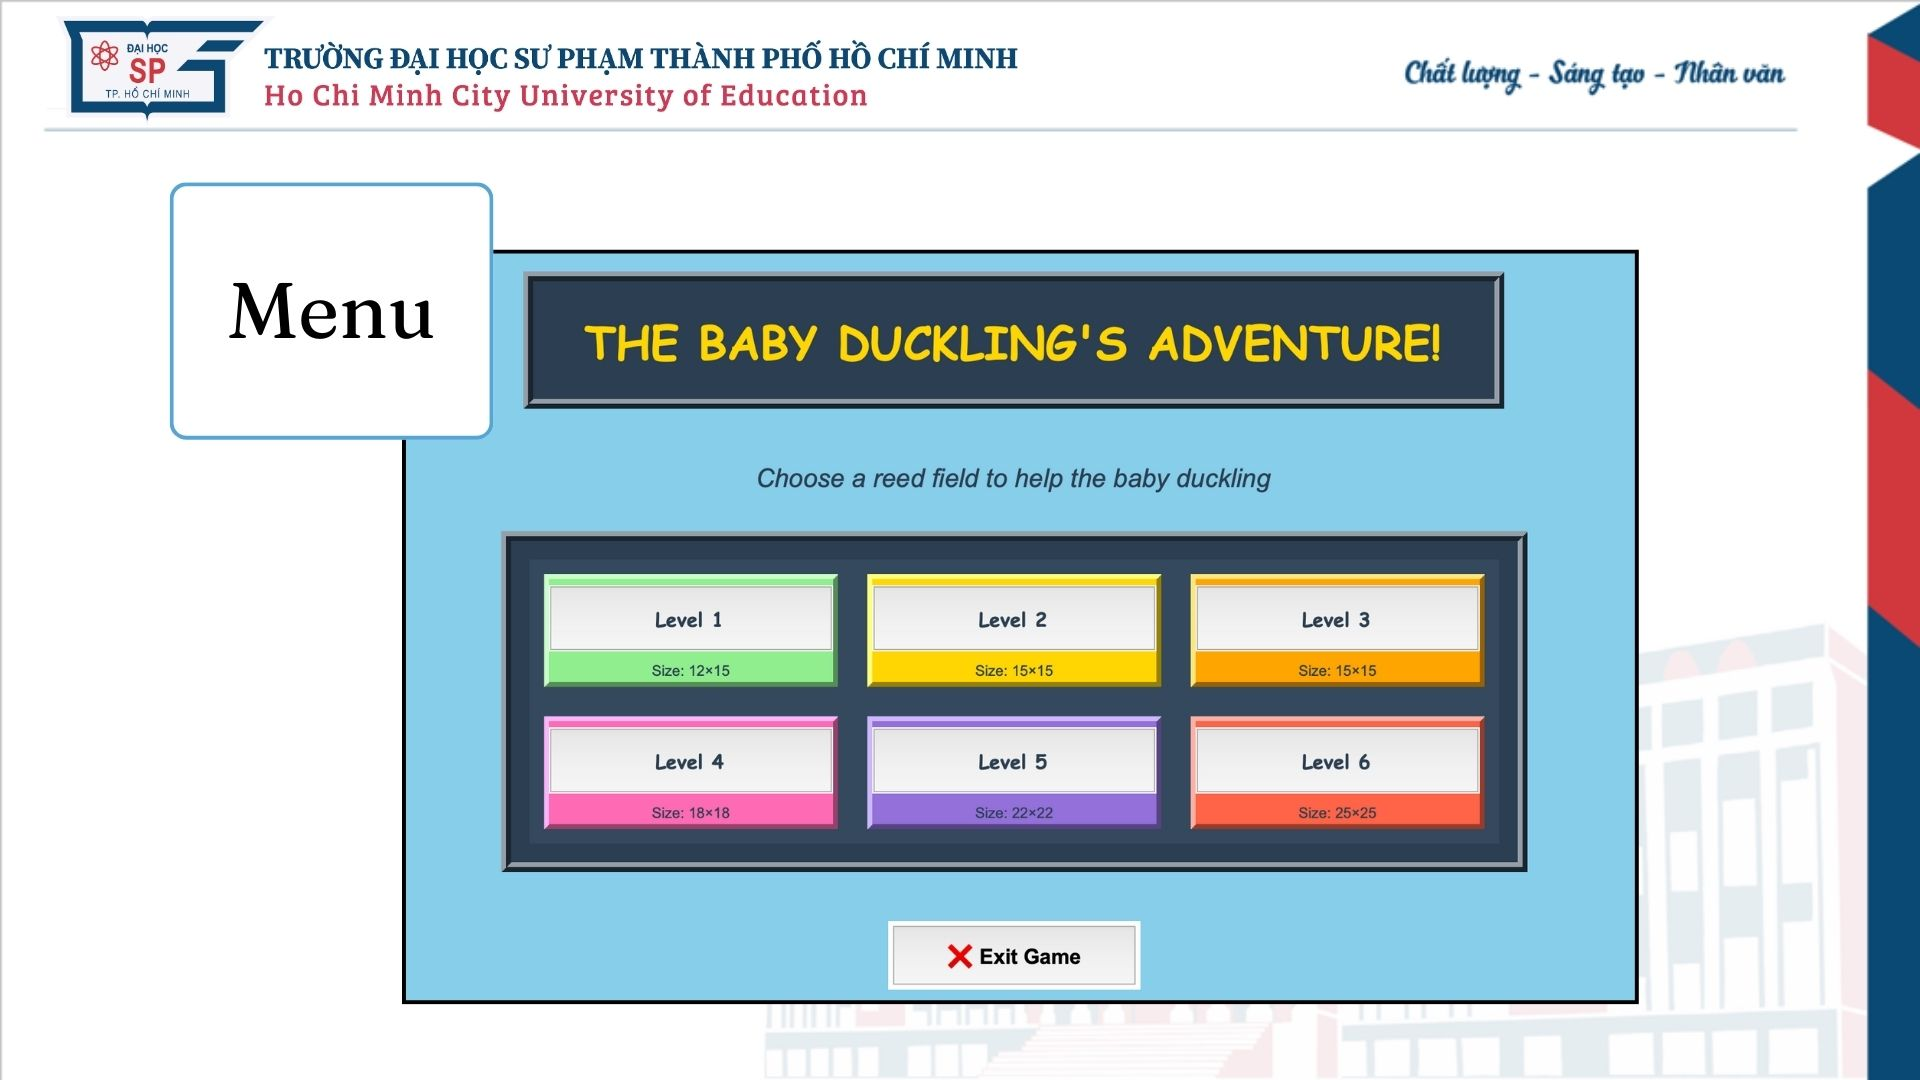 ĐẠI HỌC
SP
TP. HỒ CHÍ MINH
TRƯỜNG ĐẠI HỌC SƯ PHẠM THÀNH PHỐ HỒ CHÍ MINH
Ho Chi Minh City University of Education
Chất lượng - Sáng tạo - Nhân văn
Menu
THE BABY DUCKLING'S ADVENTURE!
Choose a reed field to help the baby duckling
Level 1
Size: 12×15
Level 2
Size: 15×15
Level 3
Size: 15×15
Level 4
Size: 18×18
Level 5
Size: 22×22
Level 6
Size: 25×25
❌ Exit Game